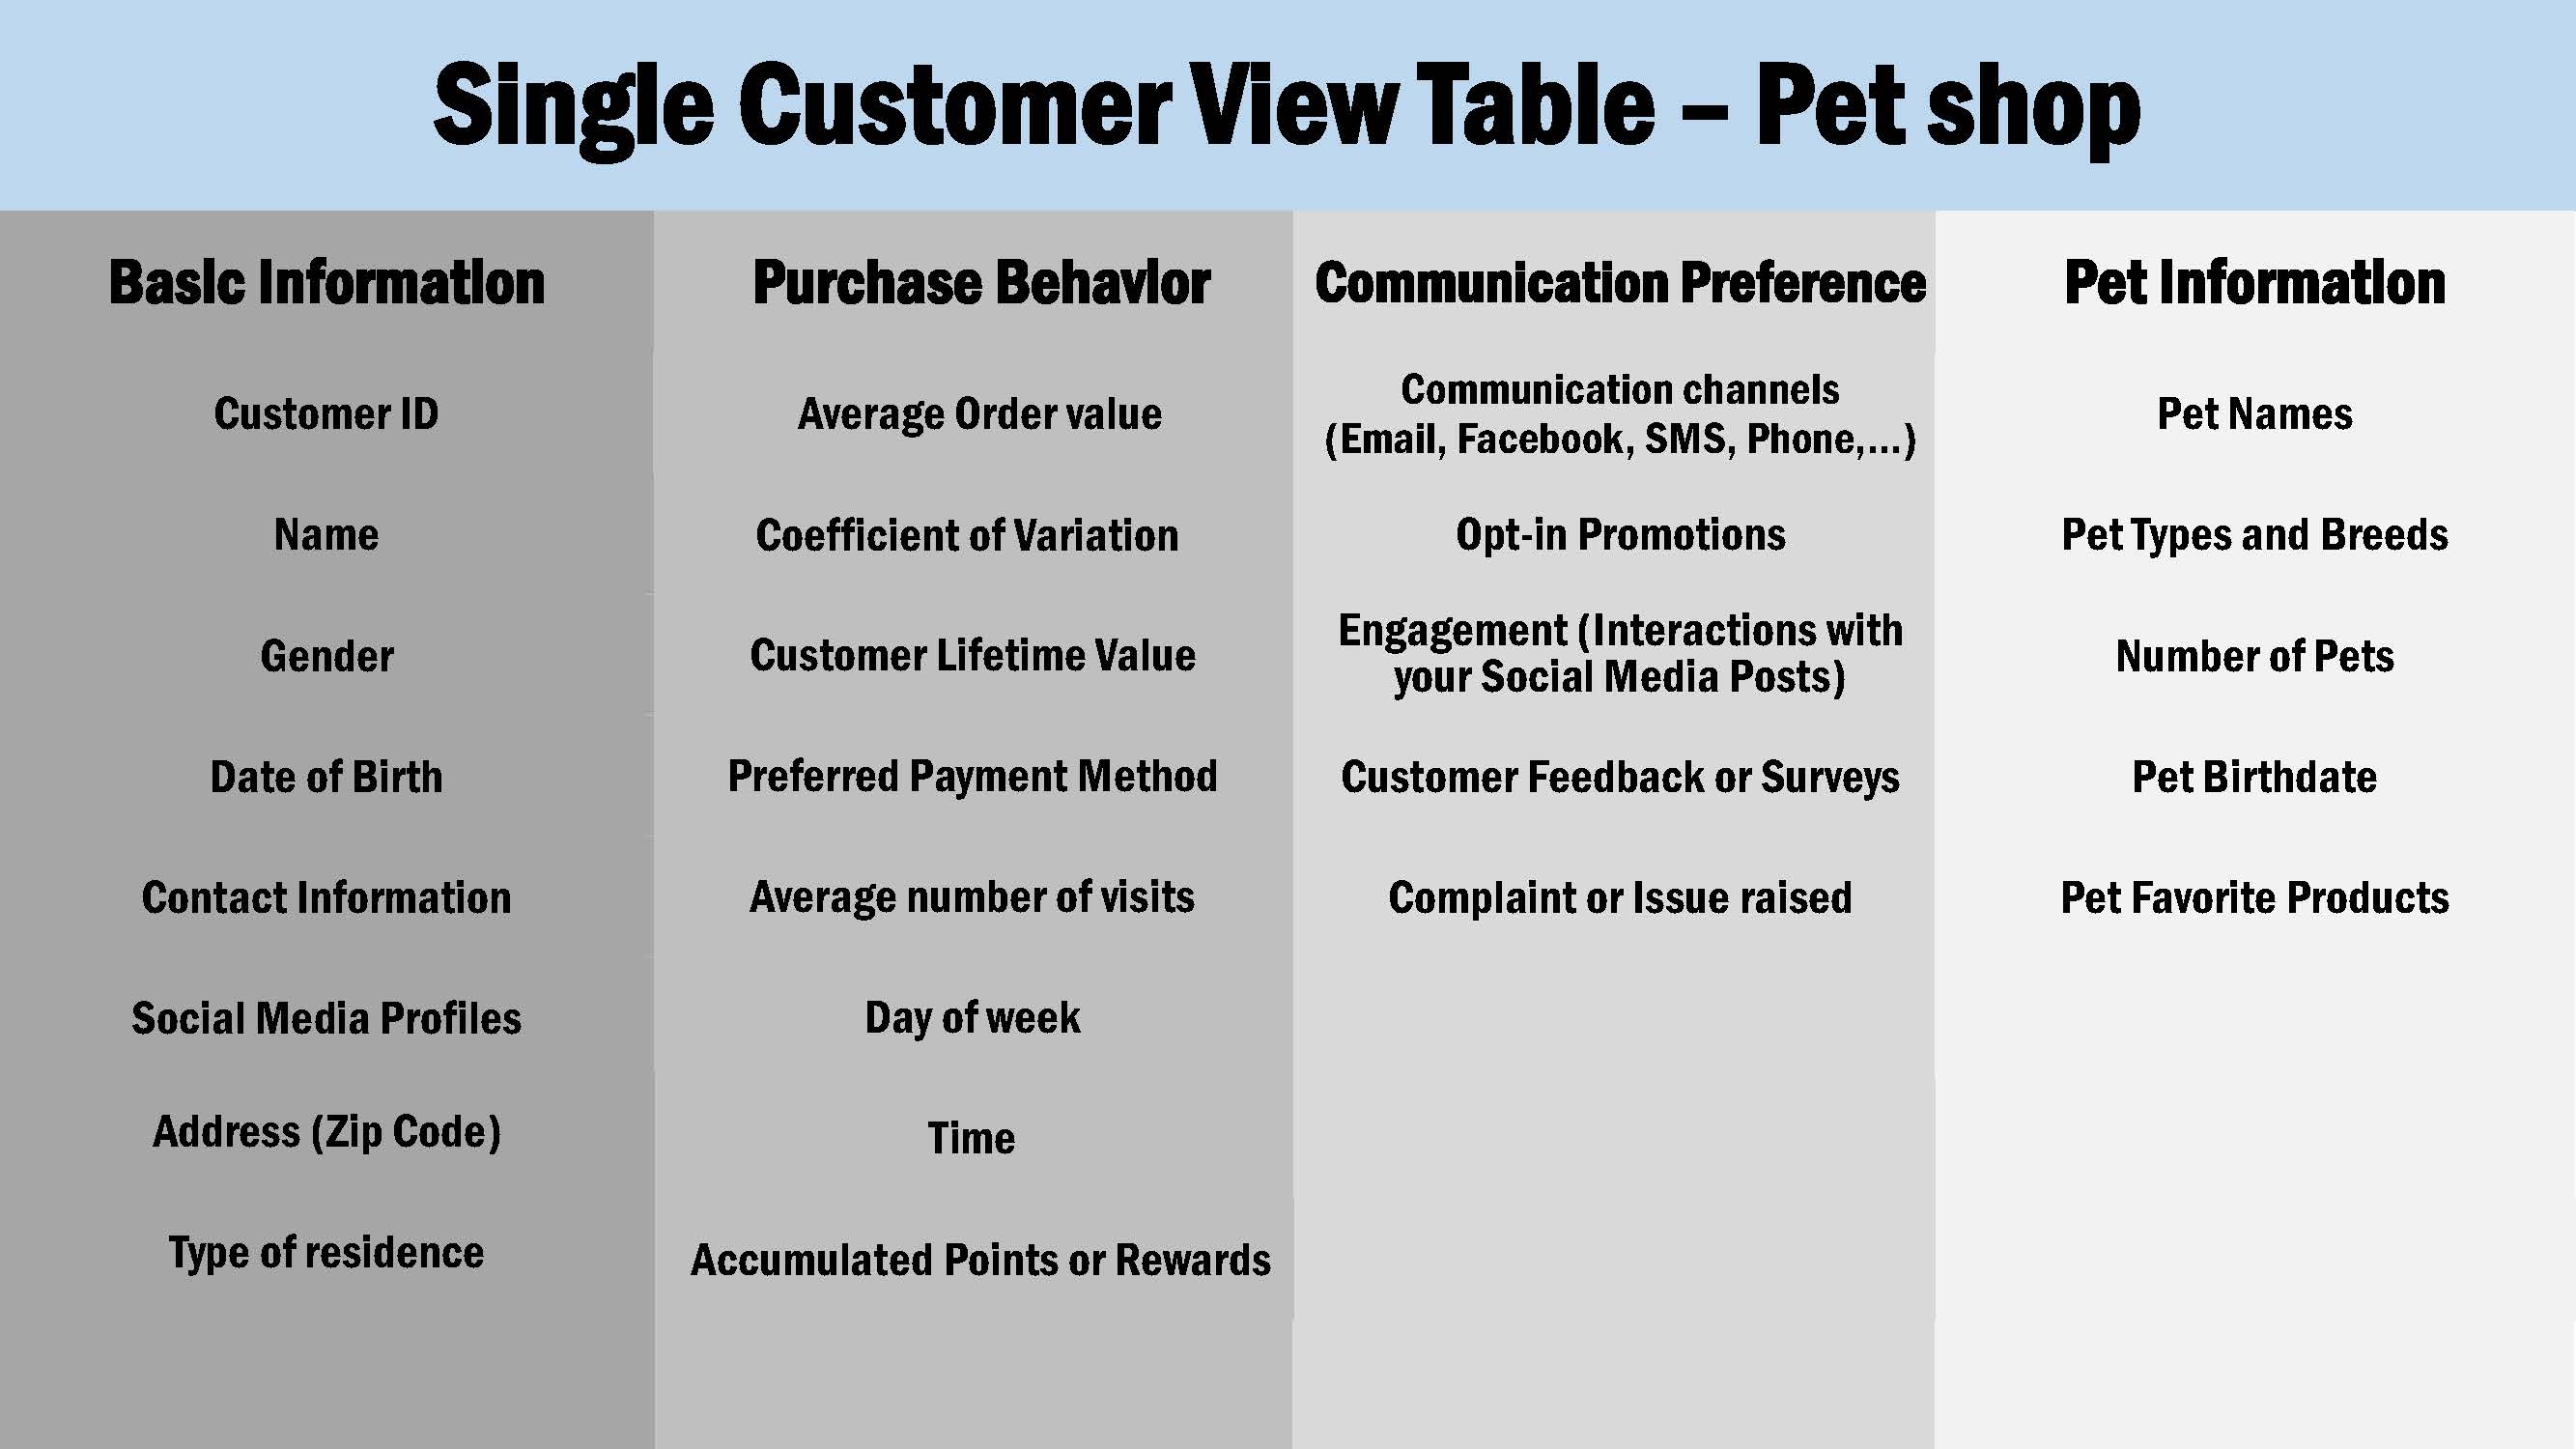 Single Customer View Table – Pet shop
Basic Information
Purchase Behavior
Communication Preference
Pet Information
Customer ID
Average Order value
Communication channels
(Email, Facebook, SMS, Phone,...)
Pet Names
Name
Coefficient of Variation
Opt-in Promotions
Pet Types and Breeds
Gender
Customer Lifetime Value
Engagement (Interactions with
your Social Media Posts)
Number of Pets
Date of Birth
Preferred Payment Method
Customer Feedback or Surveys
Pet Birthdate
Contact Information
Average number of visits
Complaint or Issue raised
Pet Favorite Products
Social Media Profiles
Day of week
Address (Zip Code)
Time
Type of residence
Accumulated Points or Rewards